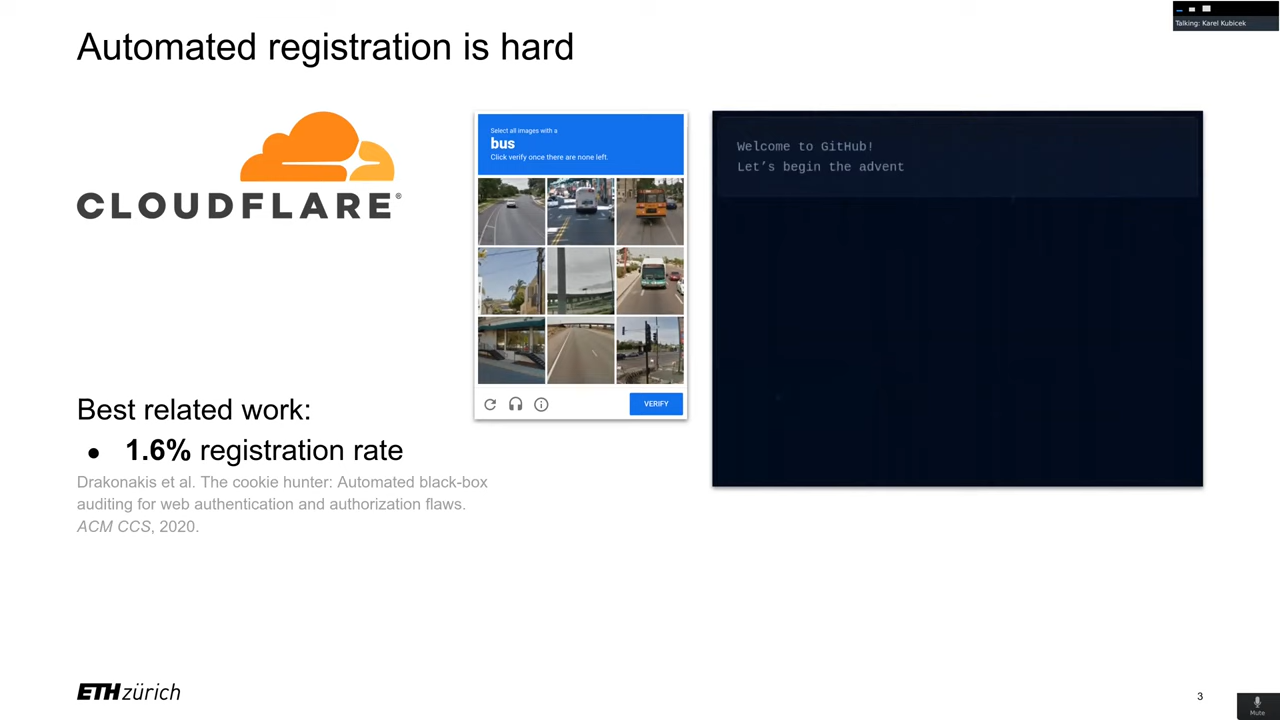 Talking: Karel Kubicek
Automated registration is hard
CLOUDFLARE®
Select all images with a
bus
Click verify once there are none left.
VERIFY
Welcome to GitHub!
Let’s begin the advent
Best related work:
● 1.6% registration rate
Drakonakis et al. The cookie hunter: Automated black-box
auditing for web authentication and authorization flaws.
ACM CCS, 2020.
ETH zürich
3
Mute